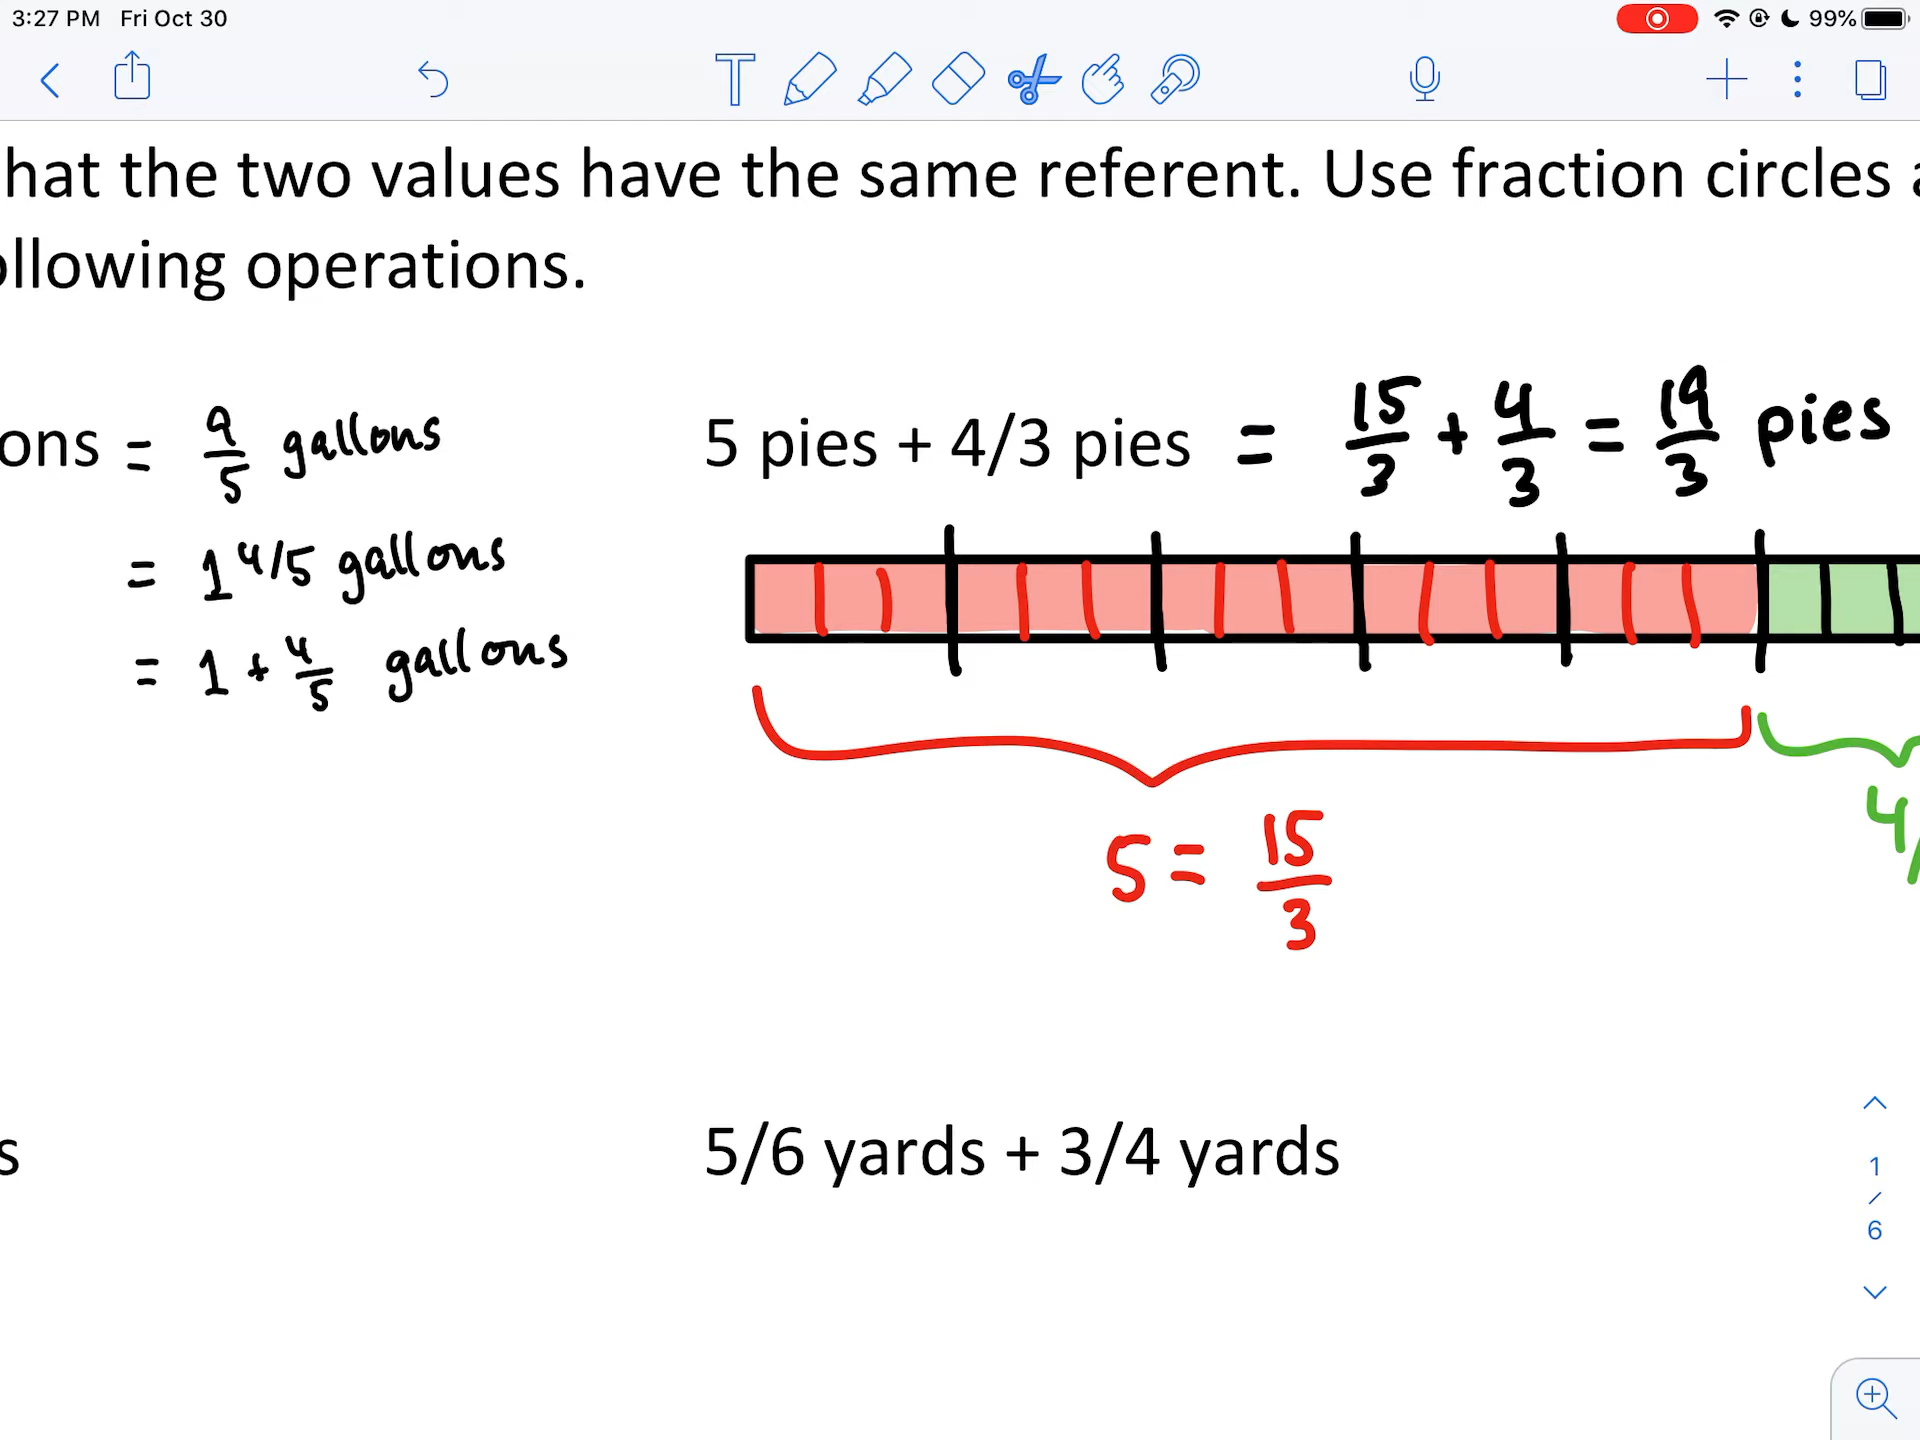 3:27 PM Fri Oct 30
99%
hat the two values have the same referent. Use fraction circles a
ollowing operations.
ons = 9/5 gallons
= 1 4/5 gallons
= 1 + 4/5 gallons
5 pies + 4/3 pies = 15/3 + 4/3 = 19/3 pies
5 = 15/3
4/
s
5/6 yards + 3/4 yards
1
/
6